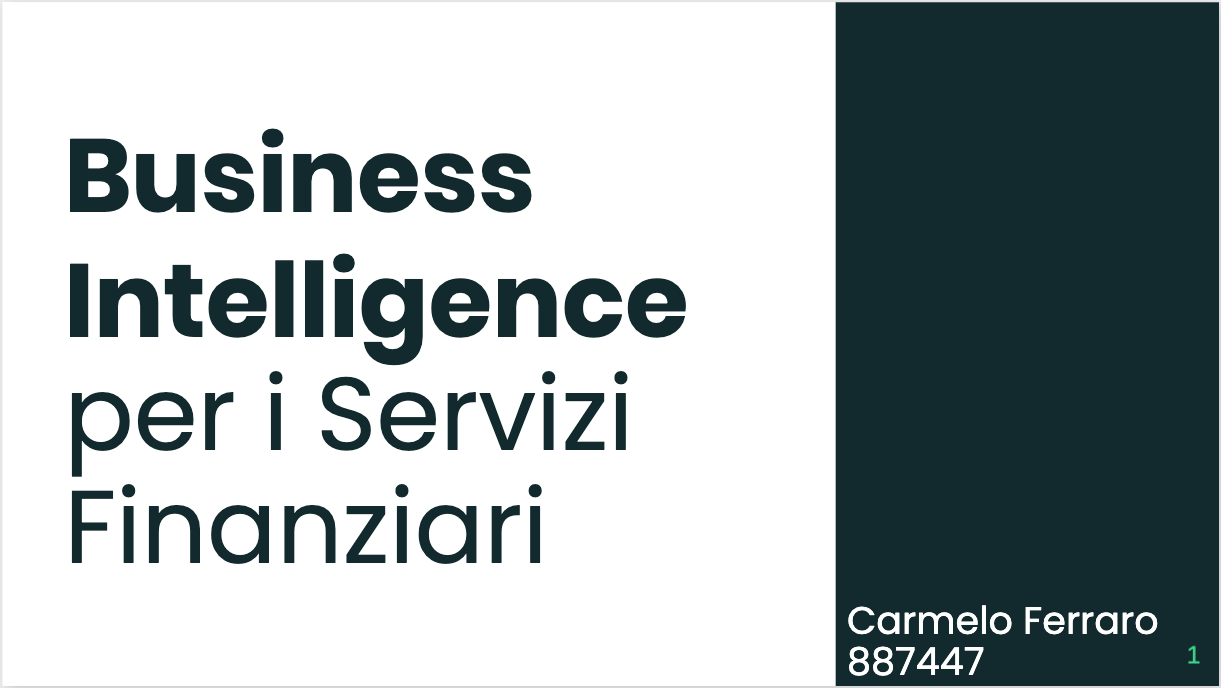 Business
Intelligence
per i Servizi
Finanziari
Carmelo Ferraro
887447
1